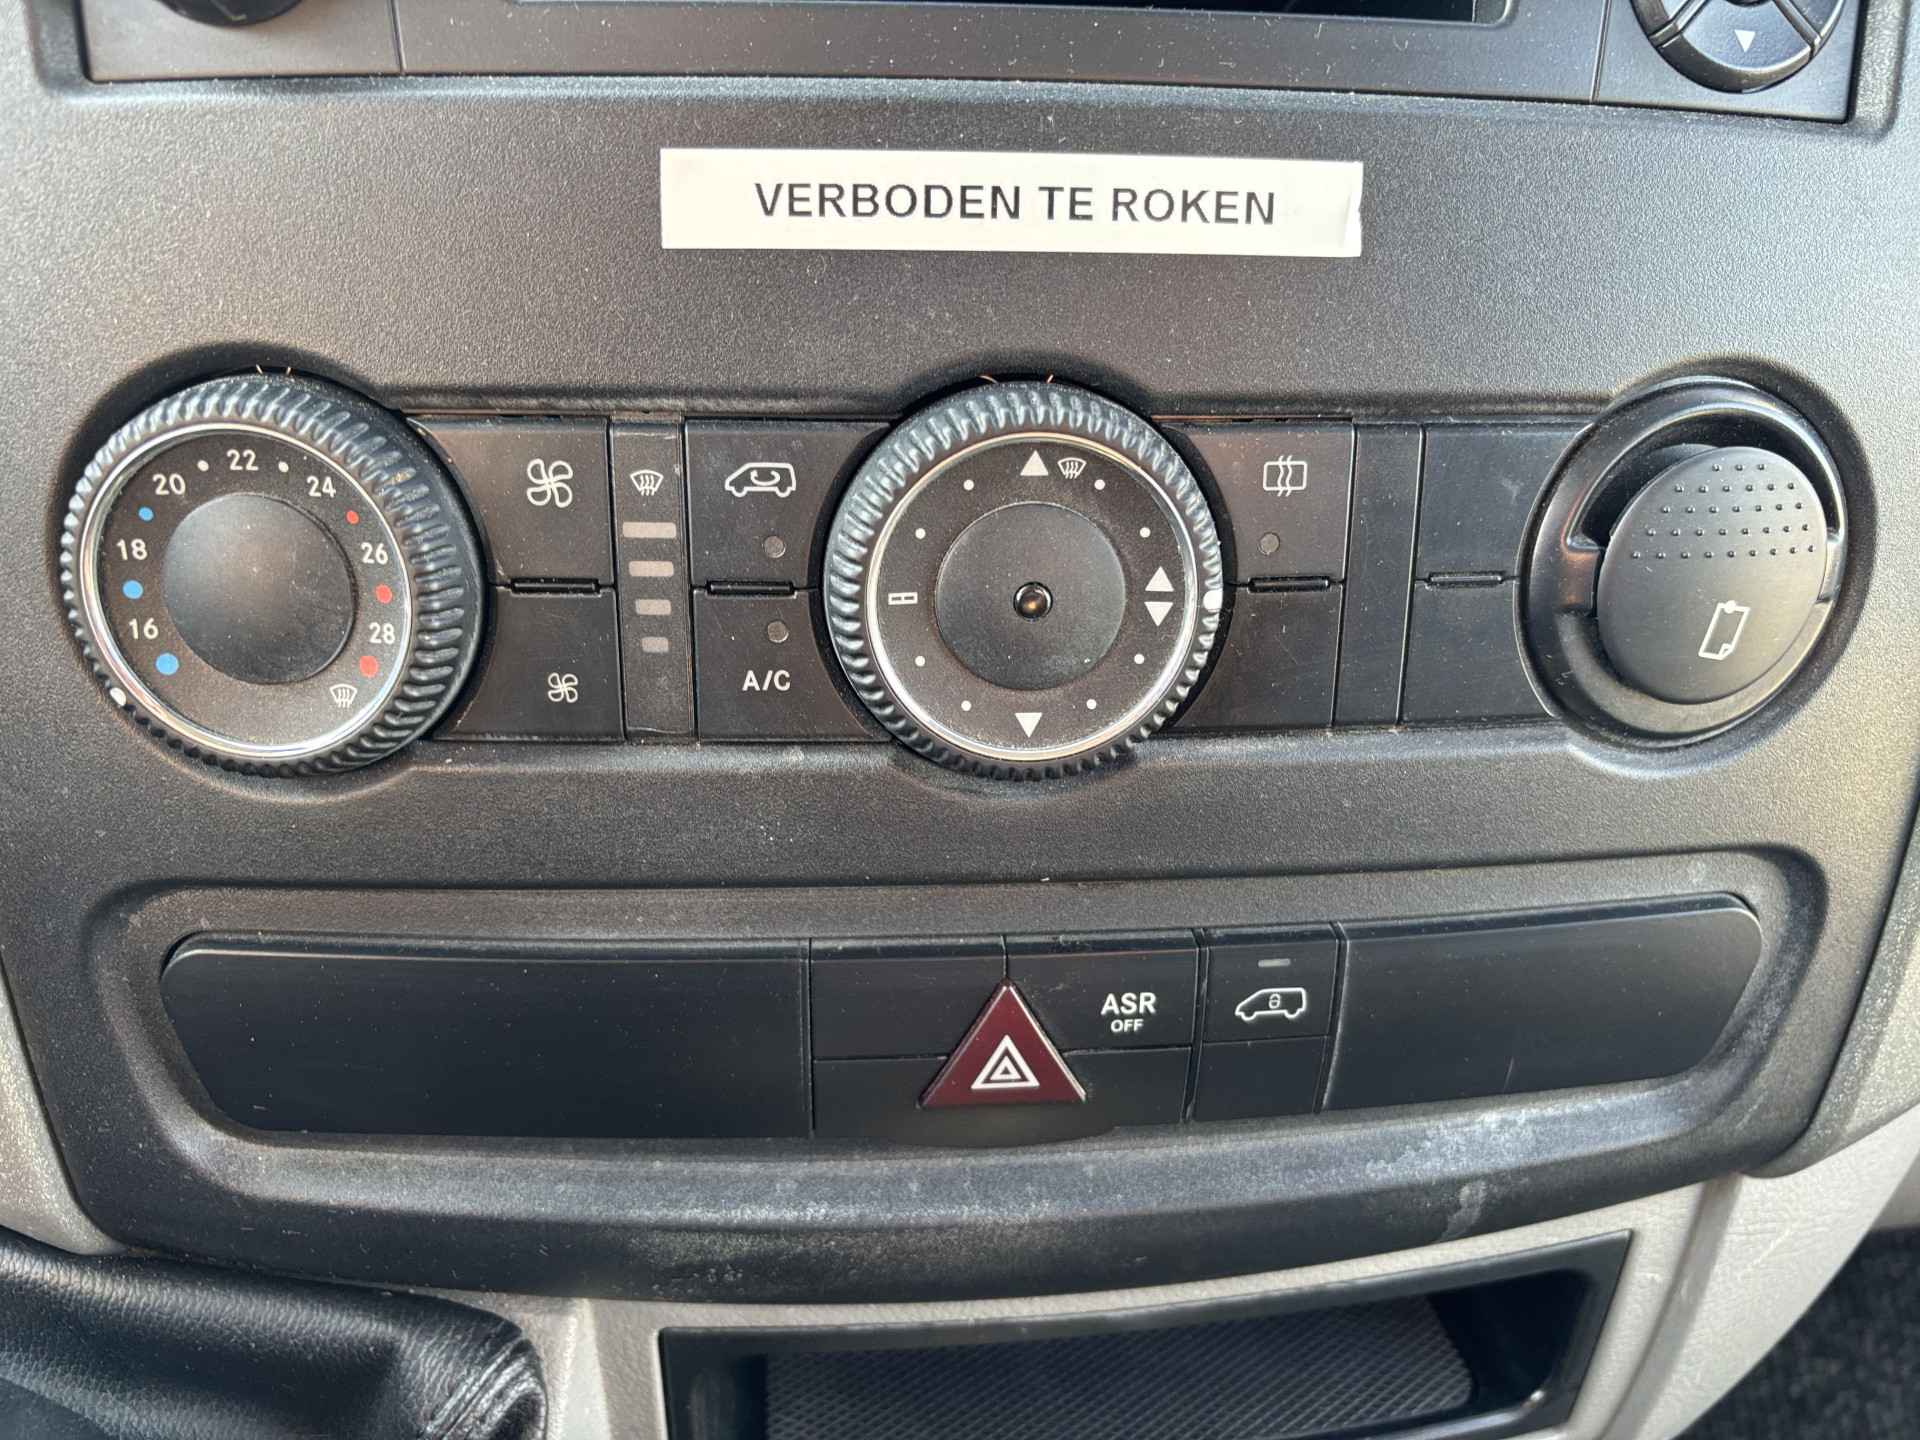 VERBODEN TE ROKEN
22
20
24
18
26
16
28
A/C
ASR
OFF